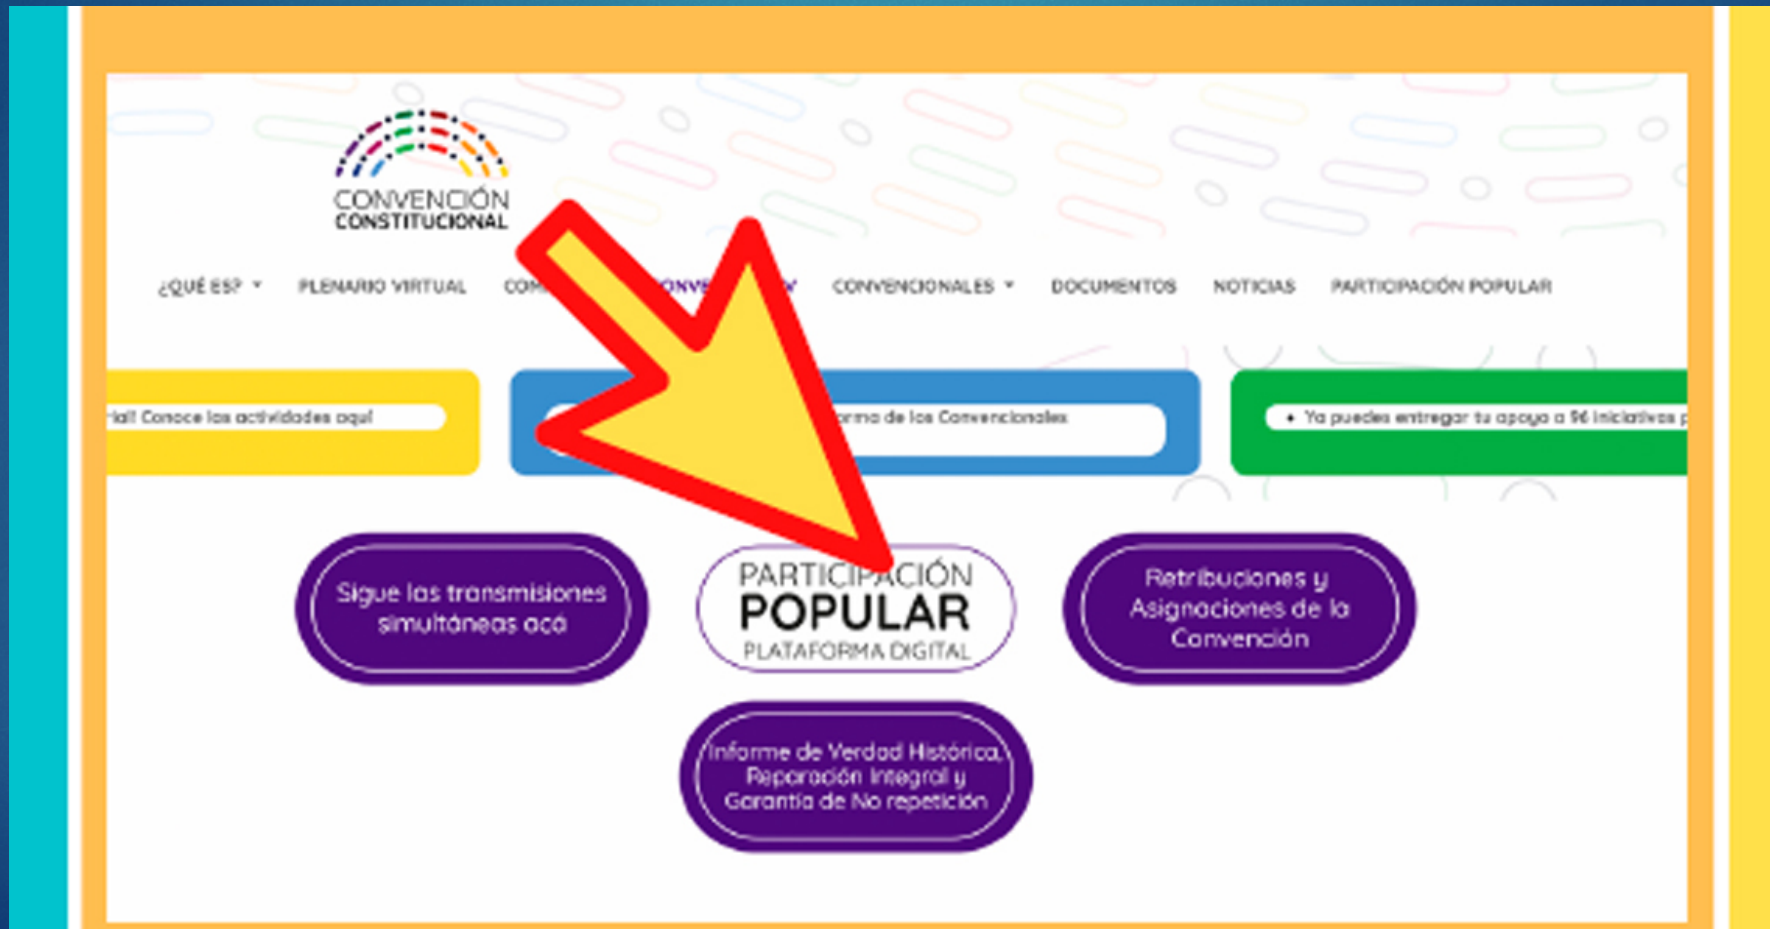 CONVENCIÓN
CONSTITUCIONAL
¿QUÉ ES? PLENARIO VIRTUAL CONVENCIONALES DOCUMENTOS NOTICIAS PARTICIPACIÓN POPULAR
Conoce las actividades aquí
de los Convencionales
• Ya puedes entregar tu apoyo a 96 iniciativas
Sigue las transmisiones
simultáneas acá
PARTICIPACIÓN
POPULAR
PLATAFORMA DIGITAL
Retribuciones y
Asignaciones de la
Convención
Informe de Verdad Histórica,
Reparación Integral y
Garantía de No repetición